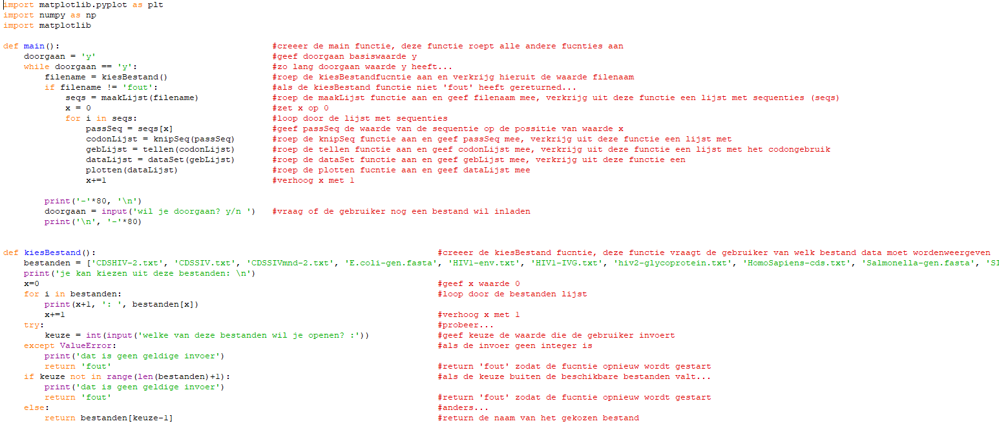 import matplotlib.pyplot as plt
import numpy as np
import matplotlib
def main(): #creeer de main functie, deze functie roept alle andere fucnties aan
    doorgaan = 'y' #geef doorgaan basiswaarde y
    while doorgaan == 'y': #zo lang doorgaan waarde y heeft...
        filename = kiesBestand() #roep de kiesBestandfucntie aan en verkrijg hieruit de waarde filenaam
        if filename != 'fout': #als de kiesBestand functie niet 'fout' heeft gereturned...
            seqs = maakLijst(filename) #roep de maakLijst functie aan en geef filenaam mee, verkrijg uit deze functie een lijst met sequenties (seqs)
            x = 0 #zet x op 0
            for i in seqs: #loop door de lijst met sequenties
                passSeq = seqs[x] #geef passSeq de waarde van de sequentie op de possitie van waarde x
                codonLijst = knipSeq(passSeq) #roep de knipSeq functie aan en geef passSeq mee, verkrijg uit deze functie een lijst met
                gebLijst = tellen(codonLijst) #roep de tellen functie aan en geef codonLijst mee, verkrijg uit deze functie een lijst met het codongebruik
                dataLijst = dataSet(gebLijst) #roep de dataSet functie aan en geef gebLijst mee, verkrijg uit deze functie een
                plotten(dataLijst) #roep de plotten fucntie aan en geef dataLijst mee
                x+=1 #verhoog x met 1
        print('-'*80, '\n')
        doorgaan = input('wil je doorgaan? y/n ') #vraag of de gebruiker nog een bestand wil inladen
        print('\n', '-'*80)
def kiesBestand(): #creeer de kiesBestand fucntie, deze functie vraagt de gebruiker van welk bestand data moet wordenweergeven
    bestanden = ['CDSHIV-2.txt', 'CDSSIV.txt', 'CDSSIVmnd-2.txt', 'E.coli-gen.fasta', 'HIV1-env.txt', 'HIV1-IVG.txt', 'hiv2-glycoprotein.txt', 'HomoSapiens-cds.txt', 'Salmonella-gen.fasta', 'SI
    print('je kan kiezen uit deze bestanden: \n')
    x=0 #geef x waarde 0
    for i in bestanden: #loop door de bestanden lijst
        print(x+1, ': ', bestanden[x])
        x+=1 #verhoog x met 1
    try: #probeer...
        keuze = int(input('welke van deze bestanden wil je openen? :')) #geef keuze de waarde die de gebruiker invoert
    except ValueError: #als de invoer geen integer is
        print('dat is geen geldige invoer')
        return 'fout' #return 'fout' zodat de fucntie opnieuw wordt gestart
    if keuze not in range(len(bestanden)+1): #als de keuze buiten de beschikbare bestanden valt...
        print('dat is geen geldige invoer')
        return 'fout' #return 'fout' zodat de fucntie opnieuw wordt gestart
    else: #anders...
        return bestanden[keuze-1] #return de naam van het gekozen bestand